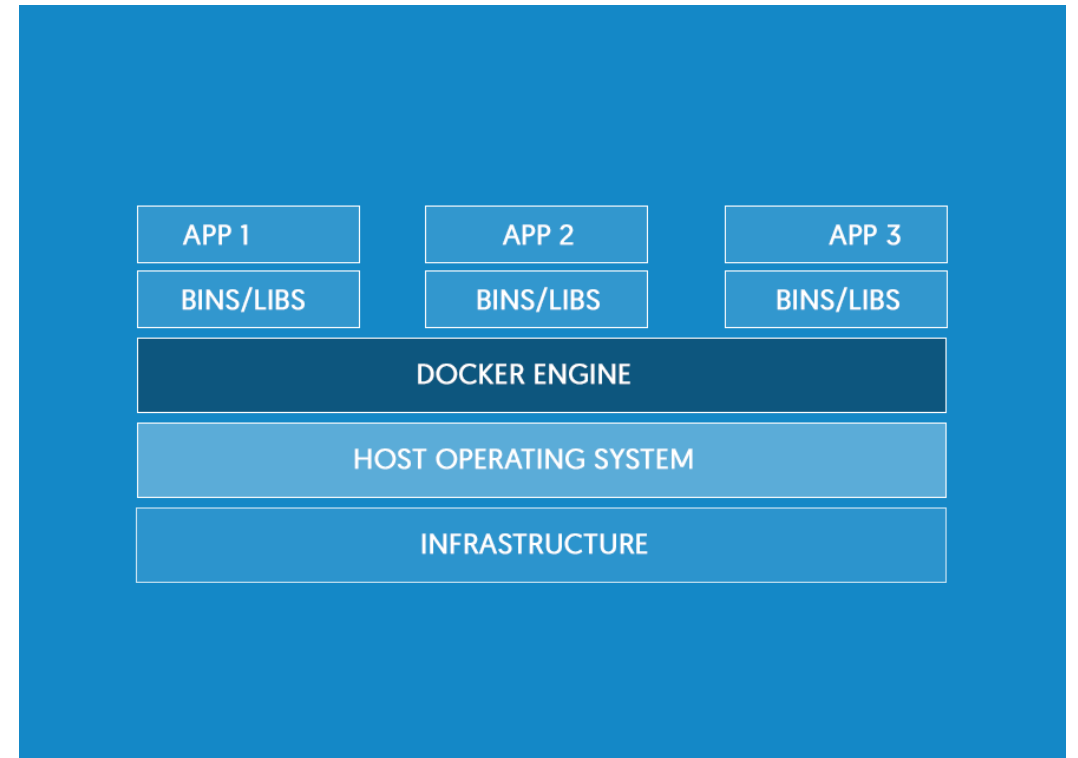 APP 1
APP 2
APP 3
BINS/LIBS
BINS/LIBS
BINS/LIBS
DOCKER ENGINE
HOST OPERATING SYSTEM
INFRASTRUCTURE